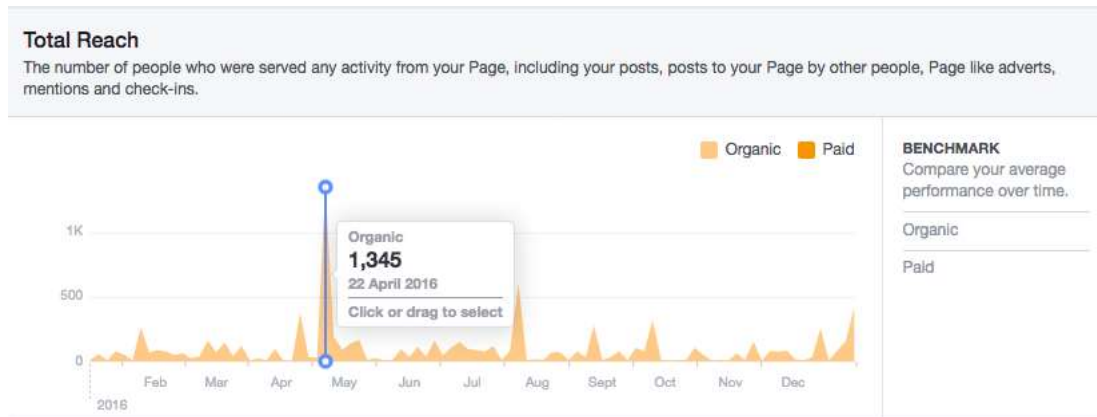 Total Reach
The number of people who were served any activity from your Page, including your posts, posts to your Page by other people, Page like adverts,
mentions and check-ins.
Organic Paid
BENCHMARK
Compare your average
performance over time.
Organic
Paid
1K
500
0
Organic
1,345
22 April 2016
Click or drag to select
Feb Mar Apr May Jun Jul Aug Sept Oct Nov Dec
2016